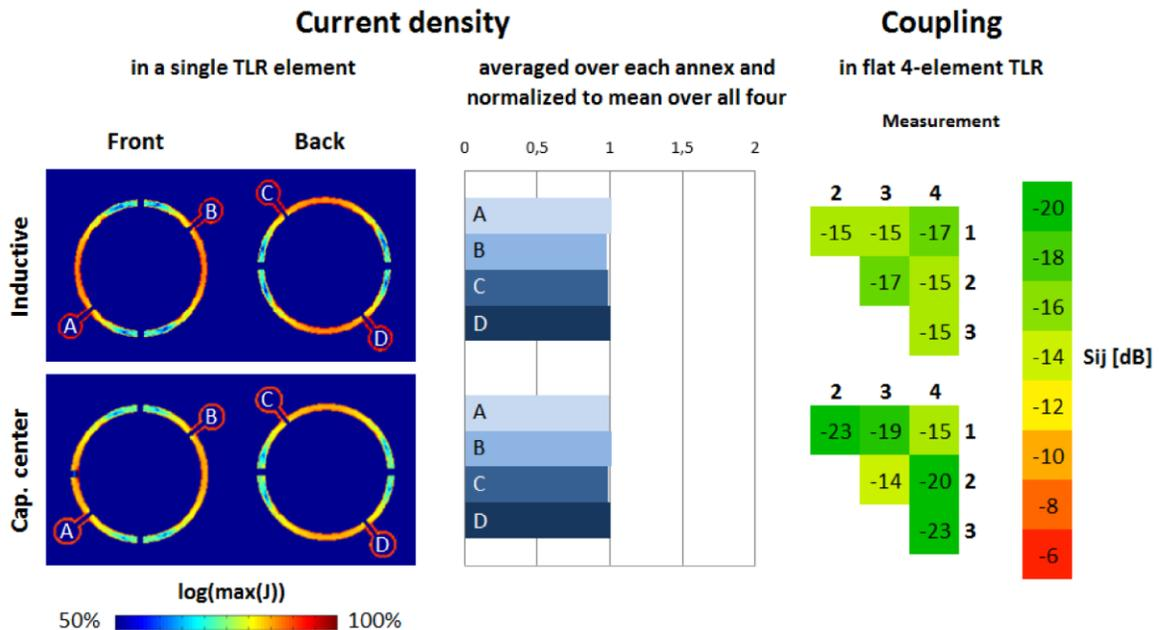 Current density
Coupling
in a single TLR element
averaged over each annex and
normalized to mean over all four
in flat 4-element TLR
Measurement
Front
Back
0 0,5 1 1,5 2
Inductive
A
B
C
D
A
B
C
D
2 3 4
-15 -15 -17 1
-17 -15 2
-15 3
Cap. center
A
B
C
D
A
B
C
D
2 3 4
-23 -19 -15 1
-14 -20 2
-23 3
-20
-18
-16
-14
-12
-10
-8
-6
Sij [dB]
log(max(J))
50% 100%